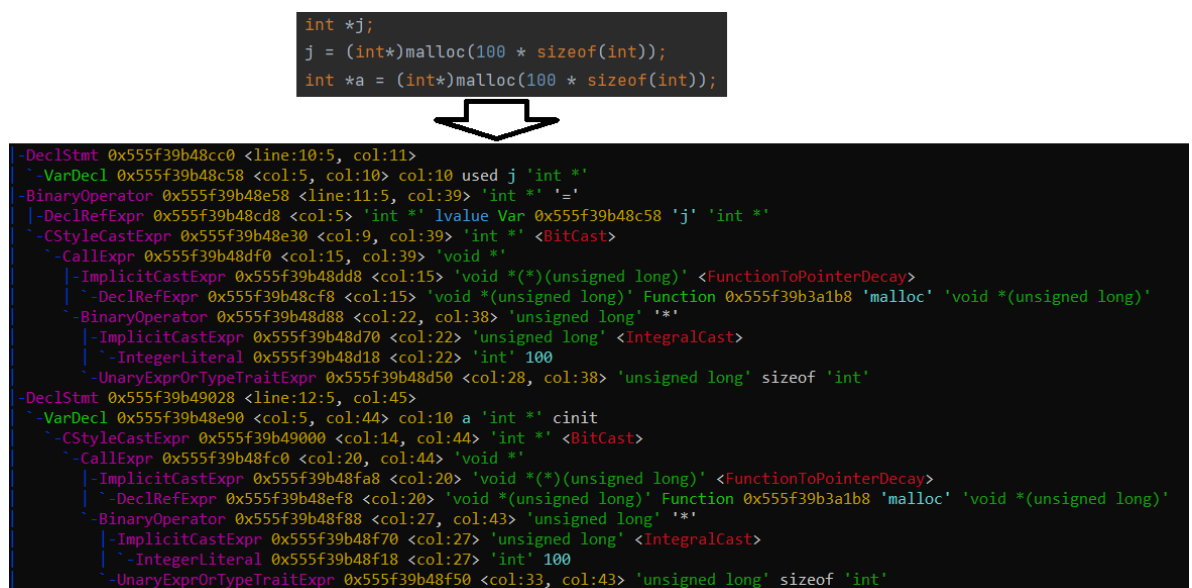 int *j;
j = (int*)malloc(100 * sizeof(int));
int *a = (int*)malloc(100 * sizeof(int));
|-DeclStmt 0x555f39b48cc0 <line:10:5, col:11>
| `-VarDecl 0x555f39b48c58 <col:5, col:10> col:10 used j 'int *'
|-BinaryOperator 0x555f39b48e58 <line:11:5, col:39> 'int *' '='
| |-DeclRefExpr 0x555f39b48cd8 <col:5> 'int *' lvalue Var 0x555f39b48c58 'j' 'int *'
| `-CStyleCastExpr 0x555f39b48e30 <col:9, col:39> 'int *' <BitCast>
|   `-CallExpr 0x555f39b48df0 <col:15, col:39> 'void *'
|     |-ImplicitCastExpr 0x555f39b48dd8 <col:15> 'void *(*)(unsigned long)' <FunctionToPointerDecay>
|     | `-DeclRefExpr 0x555f39b48cf8 <col:15> 'void *(unsigned long)' Function 0x555f39b3a1b8 'malloc' 'void *(unsigned long)'
|     `-BinaryOperator 0x555f39b48d88 <col:22, col:38> 'unsigned long' '*'
|       |-ImplicitCastExpr 0x555f39b48d70 <col:22> 'unsigned long' <IntegralCast>
|       | `-IntegerLiteral 0x555f39b48d18 <col:22> 'int' 100
|       `-UnaryExprOrTypeTraitExpr 0x555f39b48d50 <col:28, col:38> 'unsigned long' sizeof 'int'
|-DeclStmt 0x555f39b49028 <line:12:5, col:45>
| `-VarDecl 0x555f39b48e90 <col:5, col:44> col:10 a 'int *' cinit
|   `-CStyleCastExpr 0x555f39b49000 <col:14, col:44> 'int *' <BitCast>
|     `-CallExpr 0x555f39b48fc0 <col:20, col:44> 'void *'
|       |-ImplicitCastExpr 0x555f39b48fa8 <col:20> 'void *(*)(unsigned long)' <FunctionToPointerDecay>
|       | `-DeclRefExpr 0x555f39b48ef8 <col:20> 'void *(unsigned long)' Function 0x555f39b3a1b8 'malloc' 'void *(unsigned long)'
|       `-BinaryOperator 0x555f39b48f88 <col:27, col:43> 'unsigned long' '*'
|         |-ImplicitCastExpr 0x555f39b48f70 <col:27> 'unsigned long' <IntegralCast>
|         | `-IntegerLiteral 0x555f39b48f18 <col:27> 'int' 100
|         `-UnaryExprOrTypeTraitExpr 0x555f39b48f50 <col:33, col:43> 'unsigned long' sizeof 'int'